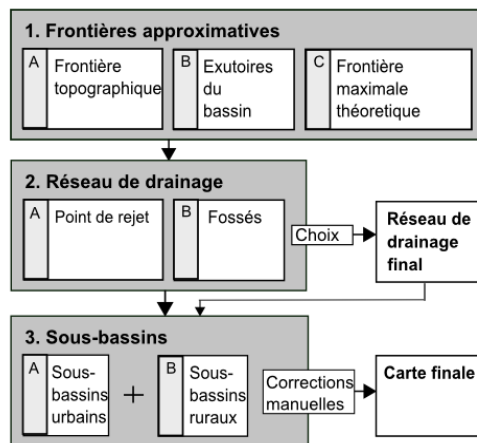 1. Frontières approximatives
A
Frontière
topographique
B
Exutoires
du
bassin
C
Frontière
maximale
théoretique
2. Réseau de drainage
A
Point de rejet
B
Fossés
Choix
Réseau de
drainage
final
3. Sous-bassins
A
Sous-
bassins
urbains
+
B
Sous-
bassins
ruraux
Corrections
manuelles
Carte finale